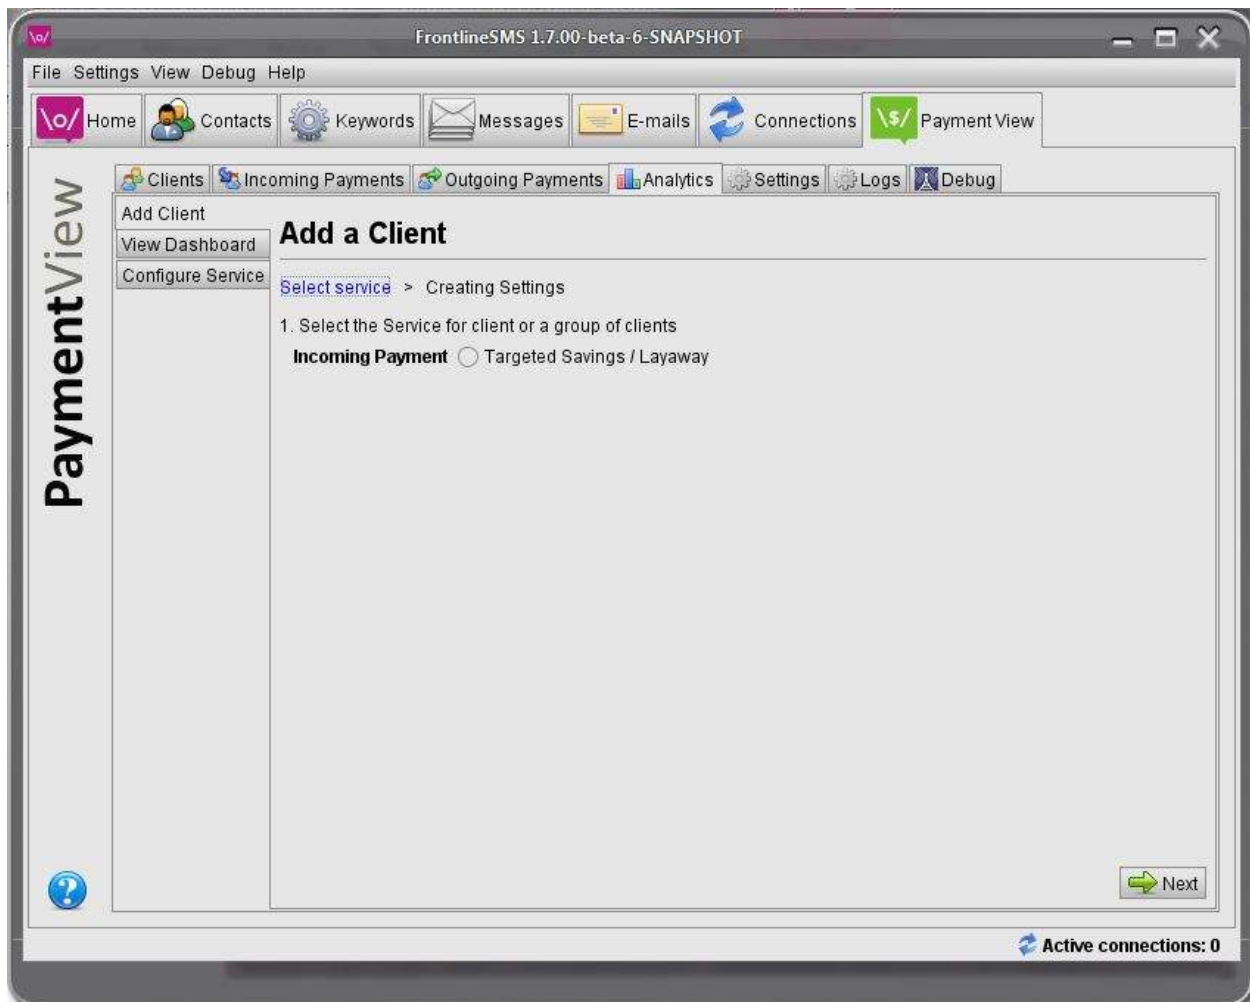 \o/
FrontlineSMS 1.7.00-beta-6-SNAPSHOT
File Settings View Debug Help
\o/ Home Contacts Keywords Messages E-mails Connections \$/ Payment View
PaymentView
Clients Incoming Payments Outgoing Payments Analytics Settings Logs Debug
Add Client
View Dashboard
Configure Service
Add a Client
Select service > Creating Settings
1. Select the Service for client or a group of clients
Incoming Payment Targeted Savings / Layaway
? Next
Active connections: 0